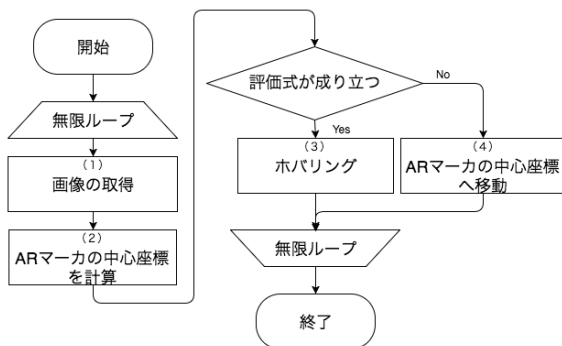 開始
無限ループ
(1)
画像の取得
(2)
ARマーカの中心座標
を計算
評価式が成り立つ
No
Yes
(3)
ホバリング
(4)
ARマーカの中心座標
へ移動
無限ループ
終了